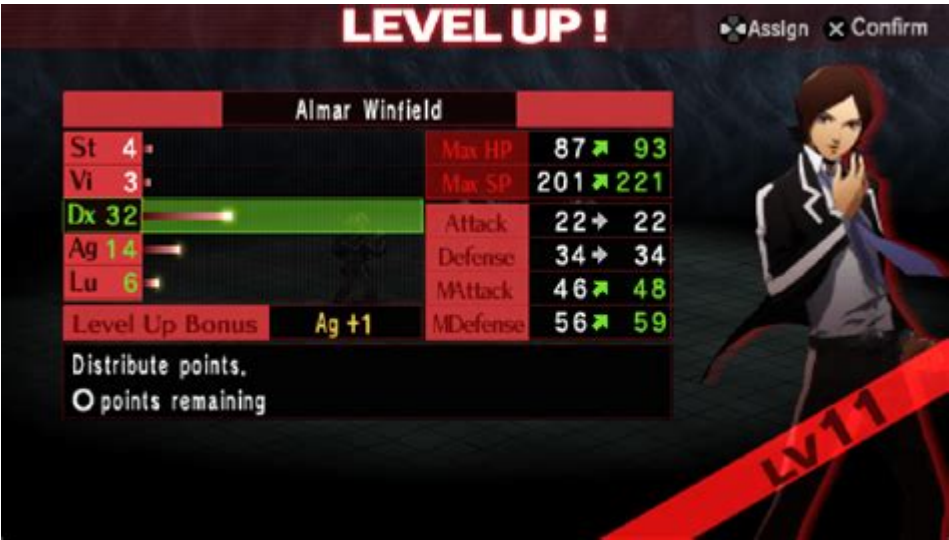 LEVEL UP !
Assign Confirm
Almar Winfield
St 4
Vi 3
Dx 32
Ag 14
Lu 6
Level Up Bonus Ag +1
Max HP 87 93
Max SP 201 221
Attack 22 22
Defense 34 34
MAttack 46 48
MDefense 56 59
Distribute points.
0 points remaining
Lv11